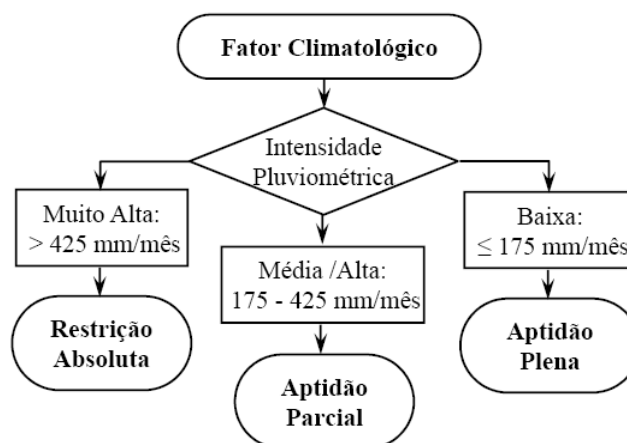 Fator Climatológico
Intensidade
Pluviométrica
Muito Alta:
> 425 mm/mês
Restrição
Absoluta
Média /Alta:
175 - 425 mm/mês
Aptidão
Parcial
Baixa:
≤ 175 mm/mês
Aptidão
Plena